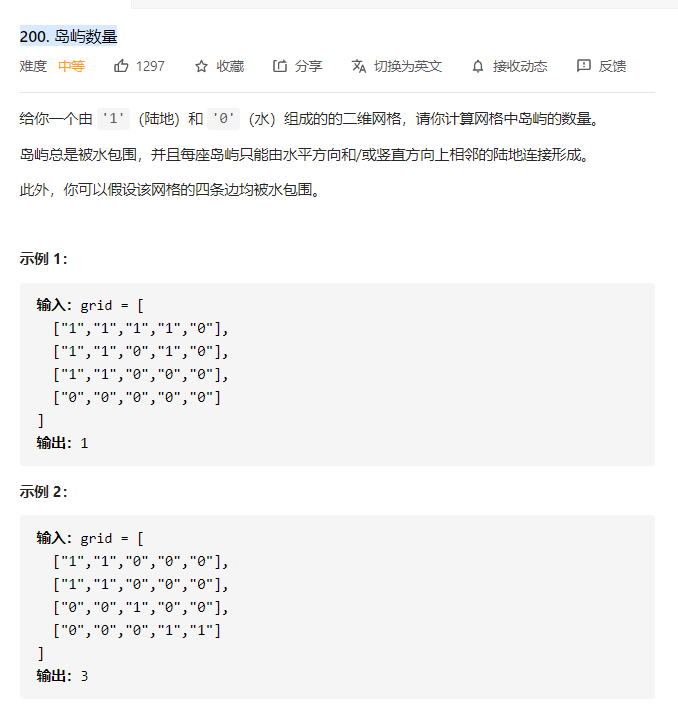 200. 岛屿数量
难度 中等 1297 收藏 分享 切换为英文 接收动态 反馈
给你一个由 '1' （陆地）和 '0' （水）组成的的二维网格，请你计算网格中岛屿的数量。
岛屿总是被水包围，并且每座岛屿只能由水平方向和/或竖直方向上相邻的陆地连接形成。
此外，你可以假设该网格的四条边均被水包围。
示例 1：
输入：grid = [
["1","1","1","1","0"],
["1","1","0","1","0"],
["1","1","0","0","0"],
["0","0","0","0","0"]
]
输出：1
示例 2：
输入：grid = [
["1","1","0","0","0"],
["1","1","0","0","0"],
["0","0","1","0","0"],
["0","0","0","1","1"]
]
输出：3